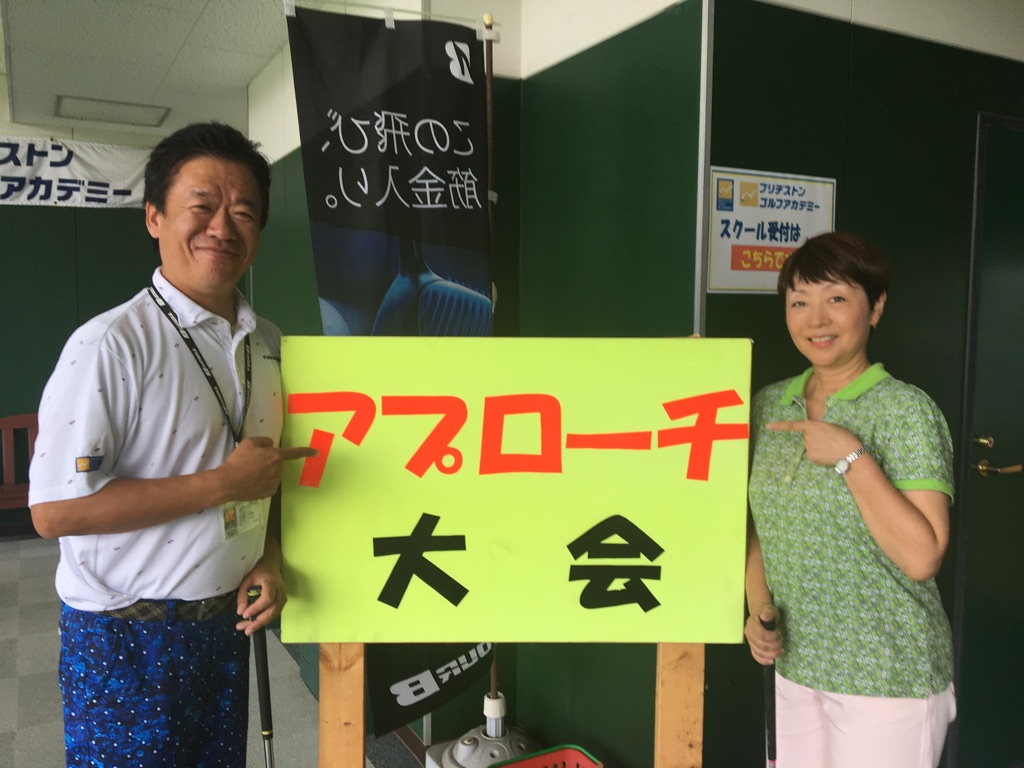 アプローチ
大会
この飛び、
筋金入り。
B
ストン
アカデミー
ブリヂストン
ゴルフアカデミー
スクール受付は
こちらで
TOUR B